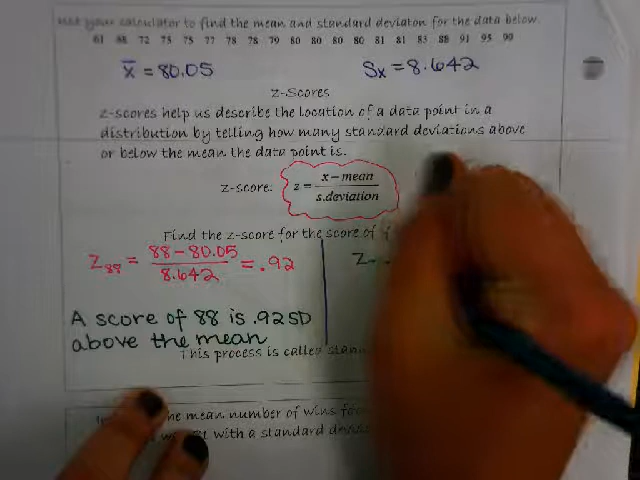 Use your calculator to find the mean and standard deviaton for the data below.
61 68 72 75 75 77 78 78 79 80 80 80 80 81 81 83 88 91 95 99
x̄ = 80.05 Sx = 8.642
z-Scores
z-scores help us describe the location of a data point in a
distribution by telling how many standard deviations above
or below the mean the data point is.
z-score: z = x - mean / s.deviation
Find the z-score for the score of
Z88 = 88 - 80.05 / 8.642 = .92
Z
A score of 88 is .92SD
above the mean
This process is called
the mean number of wins
with a standard